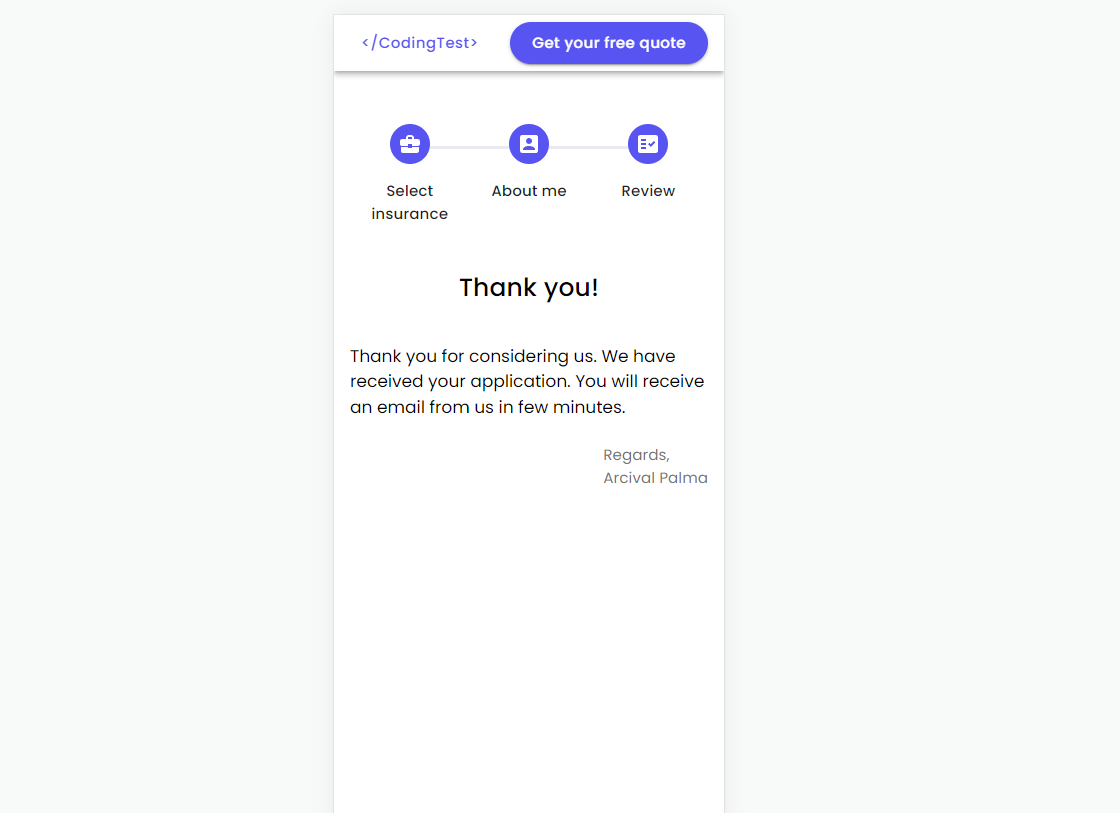 </CodingTest>
Get your free quote
Select
insurance
About me
Review
Thank you!
Thank you for considering us. We have
received your application. You will receive
an email from us in few minutes.
Regards,
Arcival Palma